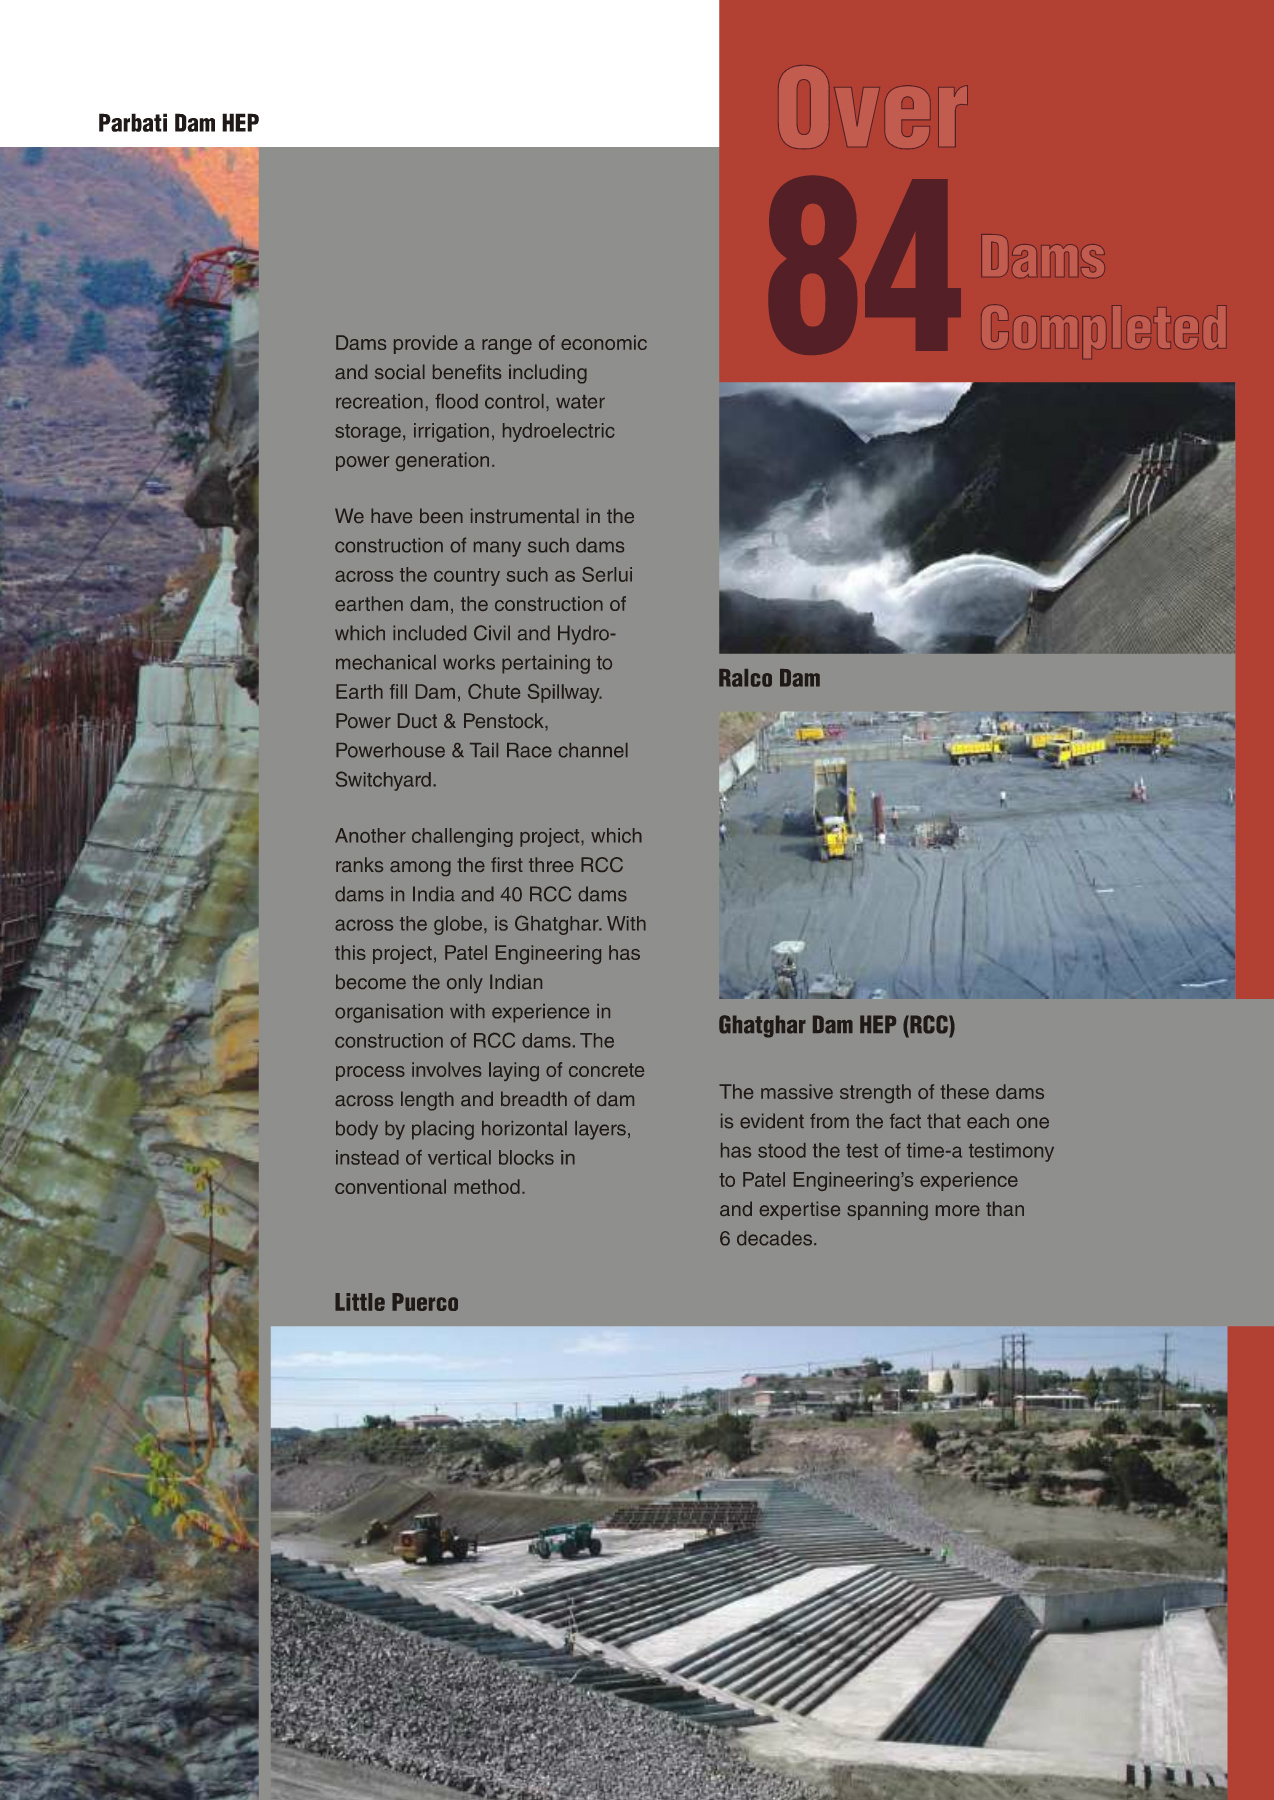 Parbati Dam HEP
Over
84
Dams
Completed
Dams provide a range of economic
and social benefits including
recreation, flood control, water
storage, irrigation, hydroelectric
power generation.
We have been instrumental in the
construction of many such dams
across the country such as Serlui
earthen dam, the construction of
which included Civil and Hydro-
mechanical works pertaining to
Earth fill Dam, Chute Spillway.
Power Duct & Penstock,
Powerhouse & Tail Race channel
Switchyard.
Another challenging project, which
ranks among the first three RCC
dams in India and 40 RCC dams
across the globe, is Ghatghar. With
this project, Patel Engineering has
become the only Indian
organisation with experience in
construction of RCC dams. The
process involves laying of concrete
across length and breadth of dam
body by placing horizontal layers,
instead of vertical blocks in
conventional method.
Ralco Dam
Ghatghar Dam HEP (RCC)
The massive strength of these dams
is evident from the fact that each one
has stood the test of time-a testimony
to Patel Engineering's experience
and expertise spanning more than
6 decades.
Little Puerco